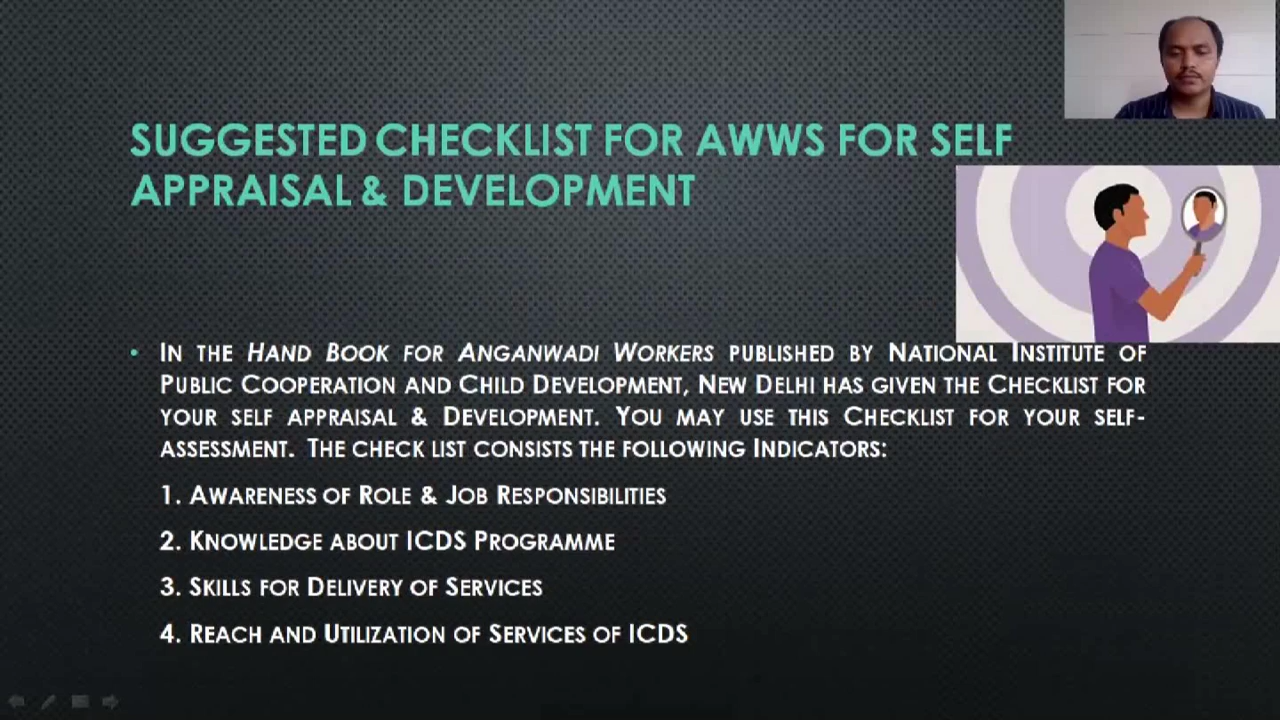 SUGGESTED CHECKLIST FOR AWWS FOR SELF
APPRAISAL & DEVELOPMENT
• IN THE HAND BOOK FOR ANGANWADI WORKERS PUBLISHED BY NATIONAL INSTITUTE OF
PUBLIC COOPERATION AND CHILD DEVELOPMENT, NEW DELHI HAS GIVEN THE CHECKLIST FOR
YOUR SELF APPRAISAL & DEVELOPMENT. YOU MAY USE THIS CHECKLIST FOR YOUR SELF-
ASSESSMENT. THE CHECK LIST CONSISTS THE FOLLOWING INDICATORS:
1. AWARENESS OF ROLE & JOB RESPONSIBILITIES
2. KNOWLEDGE ABOUT ICDS PROGRAMME
3. SKILLS FOR DELIVERY OF SERVICES
4. REACH AND UTILIZATION OF SERVICES OF ICDS